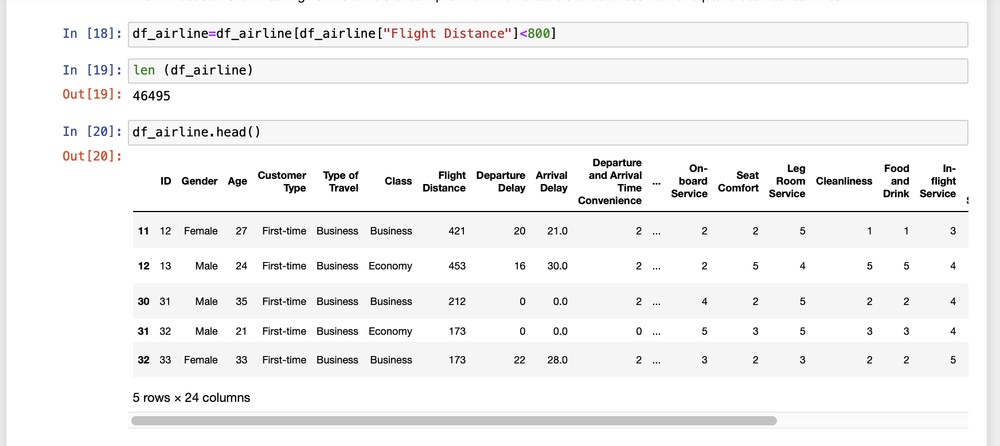 In [18]: df_airline=df_airline[df_airline["Flight Distance"]<800]
In [19]: len (df_airline)
Out[19]: 46495
In [20]: df_airline.head()
Out[20]:
ID Gender Age Customer Type Type of Travel Class Flight Distance Departure Delay Arrival Delay Departure and Arrival Time Convenience ... On-board Service Seat Comfort Leg Room Service Cleanliness Food and Drink In-flight Service
11 12 Female 27 First-time Business Business 421 20 21.0 2 ... 2 2 5 1 1 3
12 13 Male 24 First-time Business Economy 453 16 30.0 2 ... 2 5 4 5 5 4
30 31 Male 35 First-time Business Business 212 0 0.0 2 ... 4 2 5 2 2 4
31 32 Male 21 First-time Business Economy 173 0 0.0 0 ... 5 3 5 3 3 4
32 33 Female 33 First-time Business Business 173 22 28.0 2 ... 3 2 3 2 2 5
5 rows × 24 columns